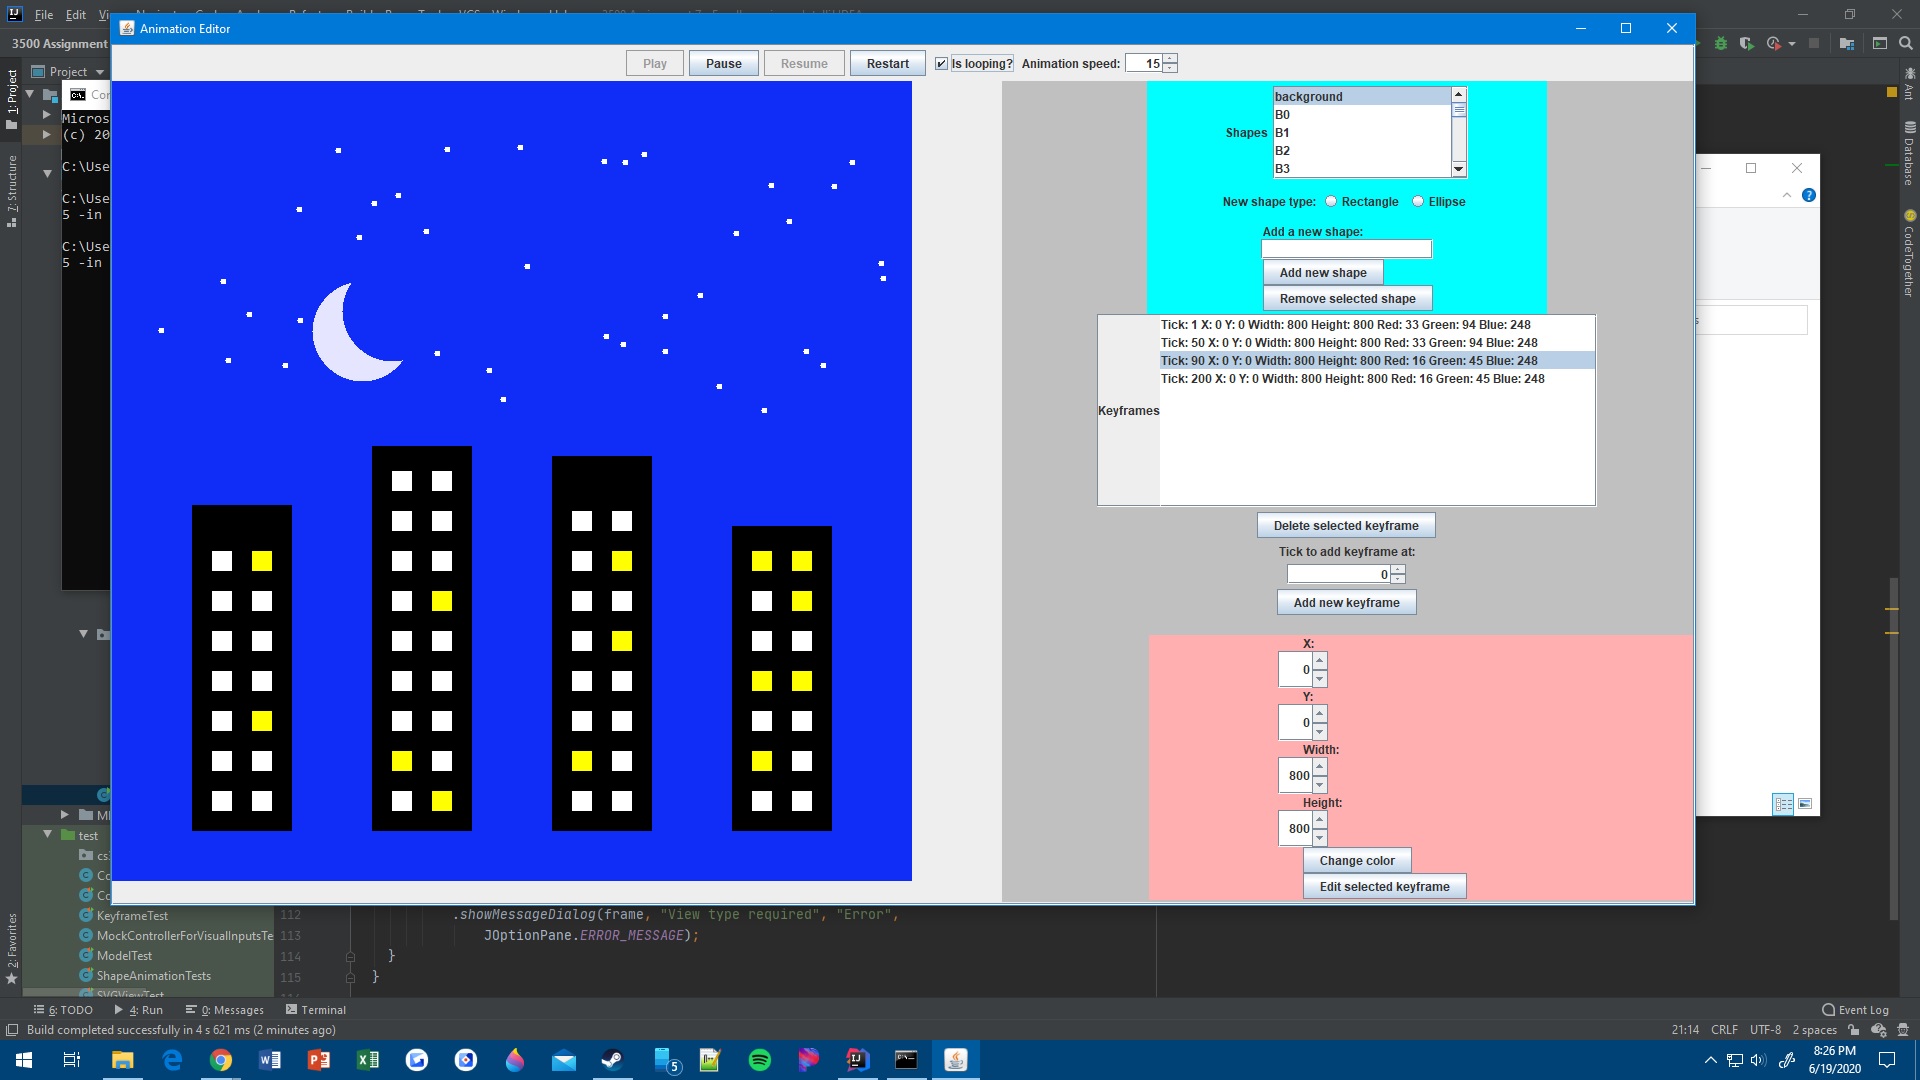 File Edit Vi
Animation Editor
3500 Assignment
Play Pause Resume Restart Is looping? Animation speed: 15
1: Project
Project
Micros
(c) 20
C:\Use
C:\Use
5 -in
C:\Use
5 -in
7: Structure
2: Favorites
Ant
Database
CodeTogether
Shapes
background
B0
B1
B2
B3
New shape type: Rectangle Ellipse
Add a new shape:
Add new shape
Remove selected shape
Keyframes
Tick: 1 X: 0 Y: 0 Width: 800 Height: 800 Red: 33 Green: 94 Blue: 248
Tick: 50 X: 0 Y: 0 Width: 800 Height: 800 Red: 33 Green: 94 Blue: 248
Tick: 90 X: 0 Y: 0 Width: 800 Height: 800 Red: 16 Green: 45 Blue: 248
Tick: 200 X: 0 Y: 0 Width: 800 Height: 800 Red: 16 Green: 45 Blue: 248
Delete selected keyframe
Tick to add keyframe at:
0
Add new keyframe
X:
0
Y:
0
Width:
800
Height:
800
Change color
Edit selected keyframe
test
KeyframeTest
MockControllerForVisualInputsTe
ModelTest
ShapeAnimationTests
SVGViewTest
112 .showMessageDialog(frame, "View type required", "Error",
113 JOptionPane.ERROR_MESSAGE);
114 }
115 }
6: TODO 4: Run 0: Messages Terminal Event Log
Build completed successfully in 4 s 621 ms (2 minutes ago) 21:14 CRLF UTF-8 2 spaces
5
8:26 PM
6/19/2020